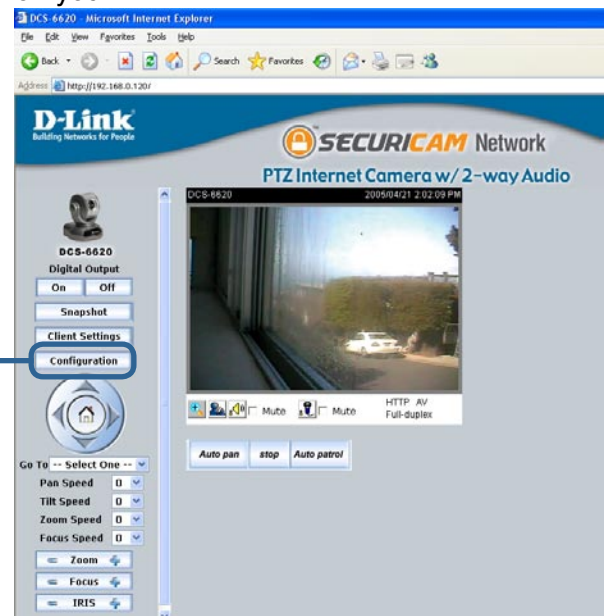 DCS-6620 - Microsoft Internet Explorer
File Edit View Favorites Tools Help
Back Search Favorites
Address http://192.168.0.120/
D-Link
Building Networks for People
SECURICAM Network
PTZ Internet Camera w/ 2-way Audio
DCS-6620 2005/04/21 2:02:09 PM
DCS-6620
Digital Output
On Off
Snapshot
Client Settings
Configuration
Mute Mute HTTP AV
Full-duplex
Auto pan stop Auto patrol
Go To -- Select One --
Pan Speed 0
Tilt Speed 0
Zoom Speed 0
Focus Speed 0
Zoom
Focus
IRIS